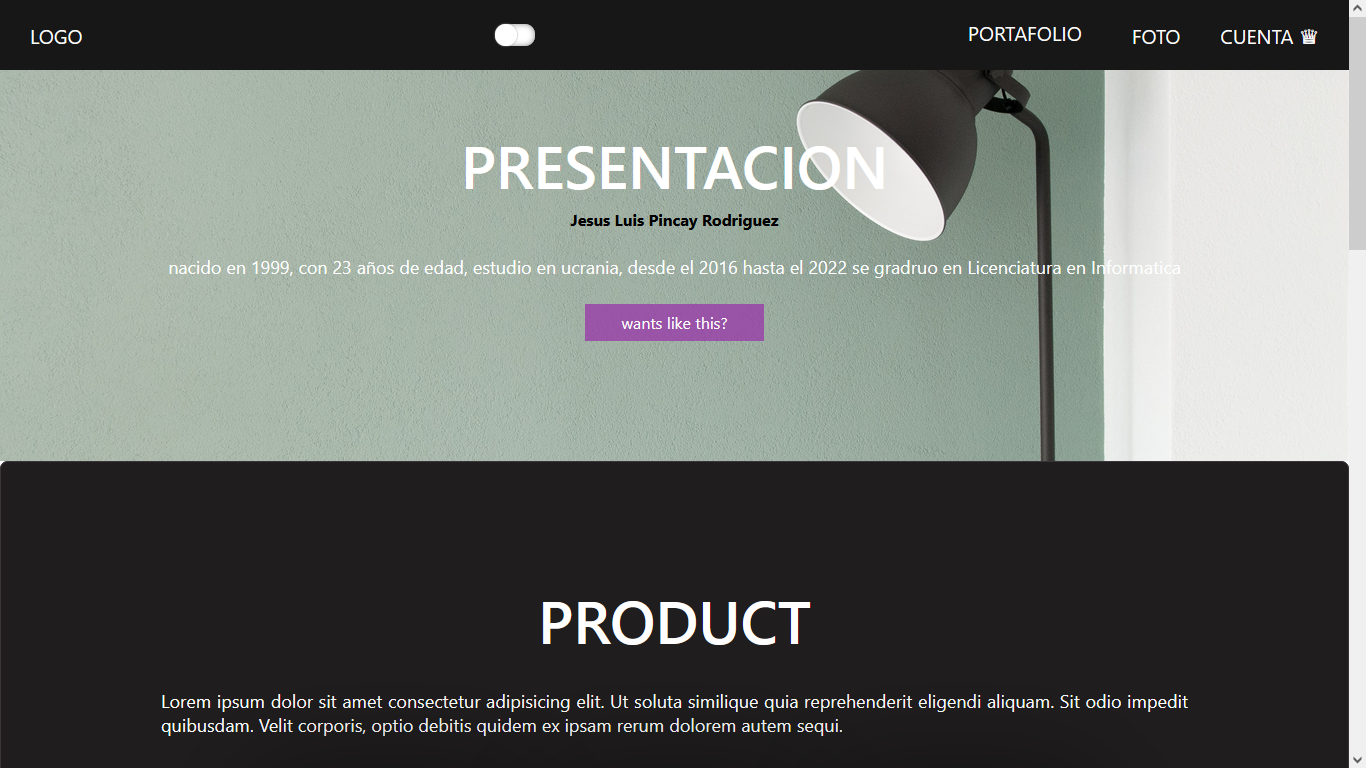 LOGO
PORTAFOLIO
FOTO
CUENTA ♛
PRESENTACION
Jesus Luis Pincay Rodriguez
nacido en 1999, con 23 años de edad, estudio en ucrania, desde el 2016 hasta el 2022 se gradruo en Licenciatura en Informatica
wants like this?
PRODUCT
Lorem ipsum dolor sit amet consectetur adipisicing elit. Ut soluta similique quia reprehenderit eligendi aliquam. Sit odio impedit
quibusdam. Velit corporis, optio debitis quidem ex ipsam rerum dolorem autem sequi.